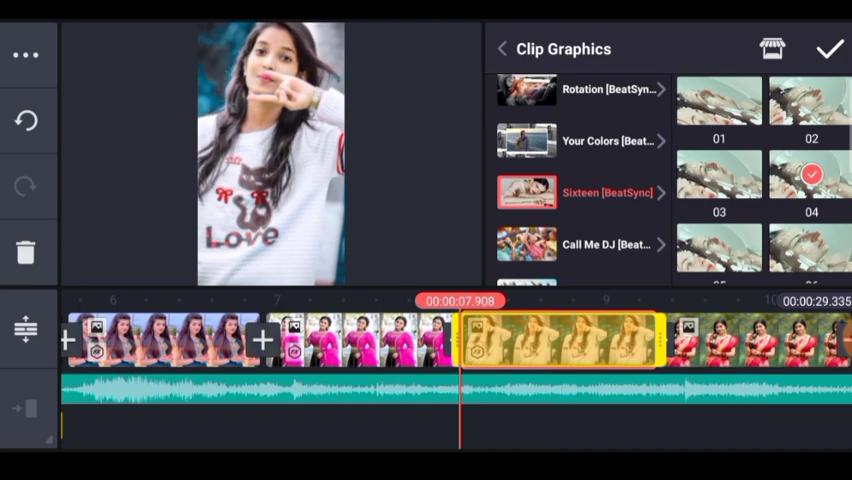 Clip Graphics
Rotation [BeatSyn...
Your Colors [Beat...
Sixteen [BeatSync]
Call Me DJ [Beat...
01
02
03
04
Love
6
7
00:00:07.908
9
00:00:29.335